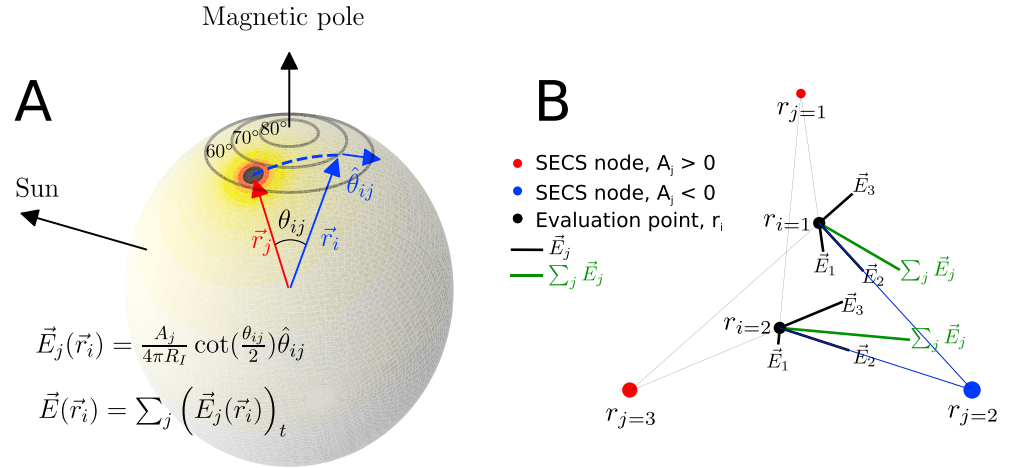 A
Magnetic pole
60°
70°
80°
Sun
θ̂ᵢⱼ
θᵢⱼ
r⃗ⱼ
r⃗ᵢ
E⃗ⱼ(r⃗ᵢ) = Aⱼ/4πR_I cot(θᵢⱼ/2)θ̂ᵢⱼ
E⃗(r⃗ᵢ) = ∑ⱼ (E⃗ⱼ(r⃗ᵢ))ₜ
B
SECS node, Aⱼ > 0
SECS node, Aⱼ < 0
Evaluation point, rᵢ
E⃗ⱼ
∑ⱼ E⃗ⱼ
rⱼ₌₁
E⃗₃
rᵢ₌₁
E⃗₁
E⃗₂
∑ⱼ E⃗ⱼ
E⃗₃
rᵢ₌₂
∑ⱼ E⃗ⱼ
E⃗₁
E⃗₂
rⱼ₌₃
rⱼ₌₂